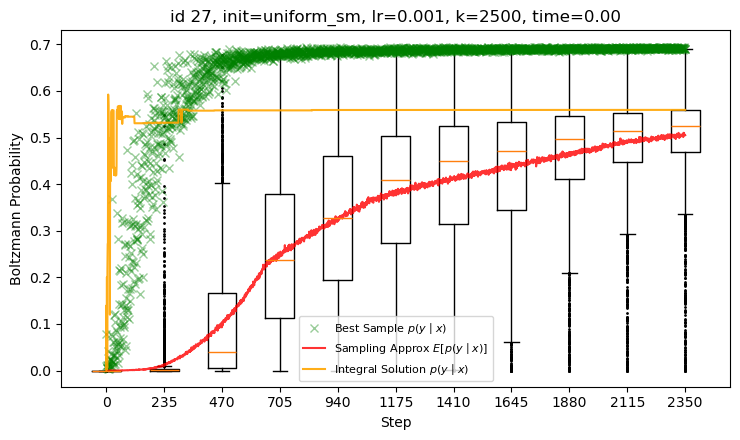 id 27, init=uniform_sm, lr=0.001, k=2500, time=0.00
Boltzmann Probability
0.7
0.6
0.5
0.4
0.3
0.2
0.1
0.0
Best Sample p(y | x)
Sampling Approx E[p(y | x)]
Integral Solution p(y | x)
0 235 470 705 940 1175 1410 1645 1880 2115 2350
Step